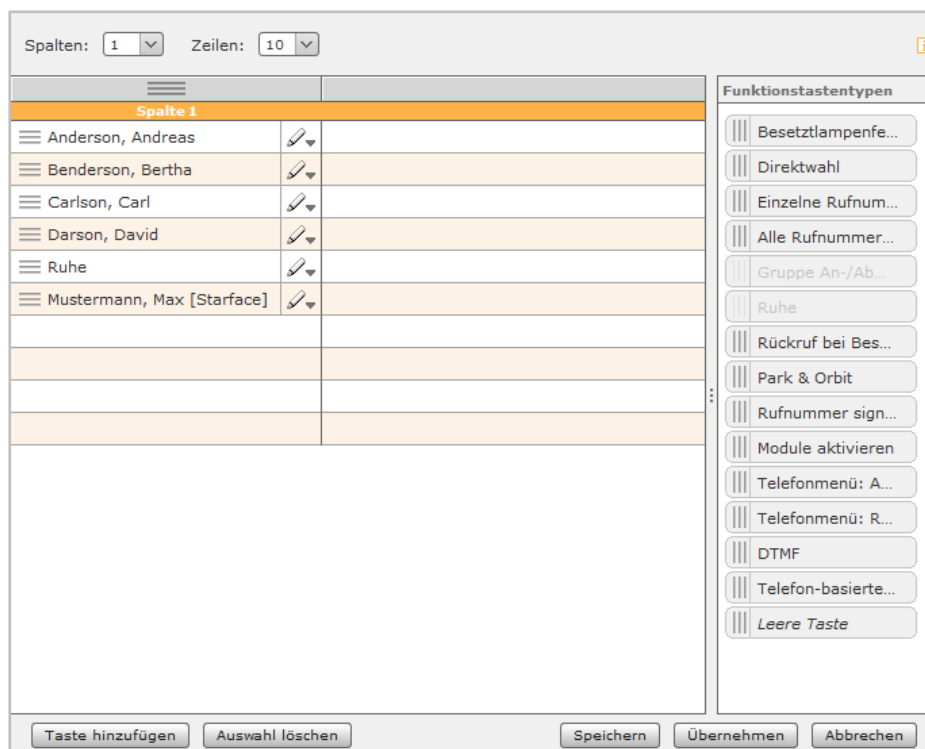 Spalten: 1 Zeilen: 10
Spalte 1
Anderson, Andreas
Benderson, Bertha
Carlson, Carl
Darson, David
Ruhe
Mustermann, Max [Starface]
Funktionstastentypen
Besetztlampenfe...
Direktwahl
Einzelne Rufnum...
Alle Rufnummer...
Gruppe An-/Ab...
Ruhe
Rückruf bei Bes...
Park & Orbit
Rufnummer sign...
Module aktivieren
Telefonmenü: A...
Telefonmenü: R...
DTMF
Telefon-basierte...
Leere Taste
Taste hinzufügen Auswahl löschen Speichern Übernehmen Abbrechen